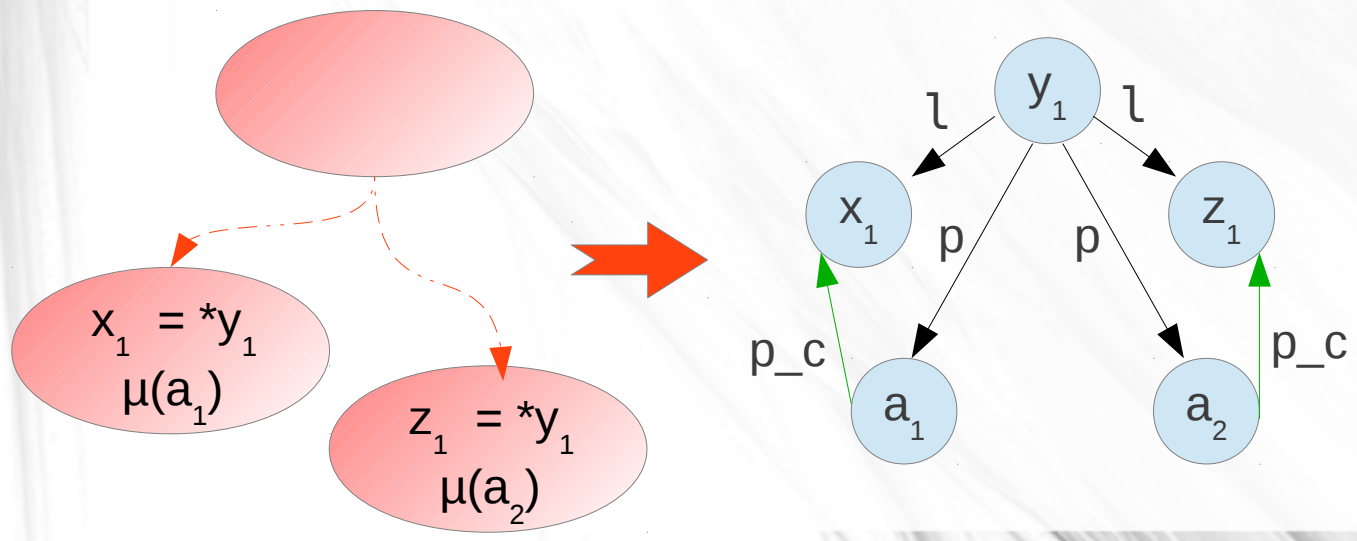 x₁ = *y₁
µ(a₁)
z₁ = *y₁
µ(a₂)
y₁
l
l
x₁
z₁
p
p
p_c
p_c
a₁
a₂